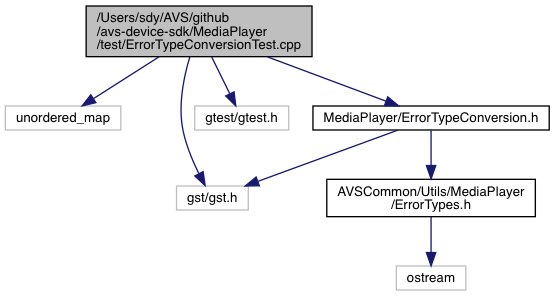 /Users/sdy/AVS/github
/avs-device-sdk/MediaPlayer
/test/ErrorTypeConversionTest.cpp
unordered_map
gtest/gtest.h
MediaPlayer/ErrorTypeConversion.h
gst/gst.h
AVSCommon/Utils/MediaPlayer
/ErrorTypes.h
ostream